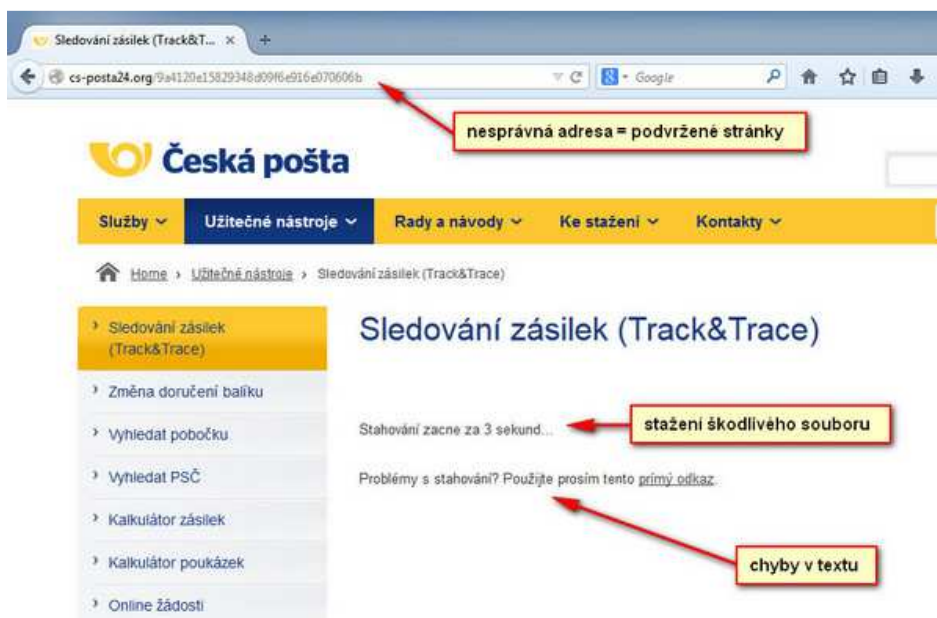 Sledování zásilek (Track&T...
cs-posta24.org/9a4120e15829348d09f6e916e070606b
Google
nesprávná adresa = podvržené stránky
Česká pošta
Služby
Užitečné nástroje
Rady a návody
Ke stažení
Kontakty
Home › Užitečné nástroje › Sledování zásilek (Track&Trace)
Sledování zásilek
(Track&Trace)
Změna doručení balíku
Vyhledat pobočku
Vyhledat PSČ
Kalkulátor zásilek
Kalkulátor poukázek
Online žádosti
Sledování zásilek (Track&Trace)
Stahování zacne za 3 sekund...
stažení škodlivého souboru
Problémy s stahování? Použijte prosím tento prímý odkaz.
chyby v textu